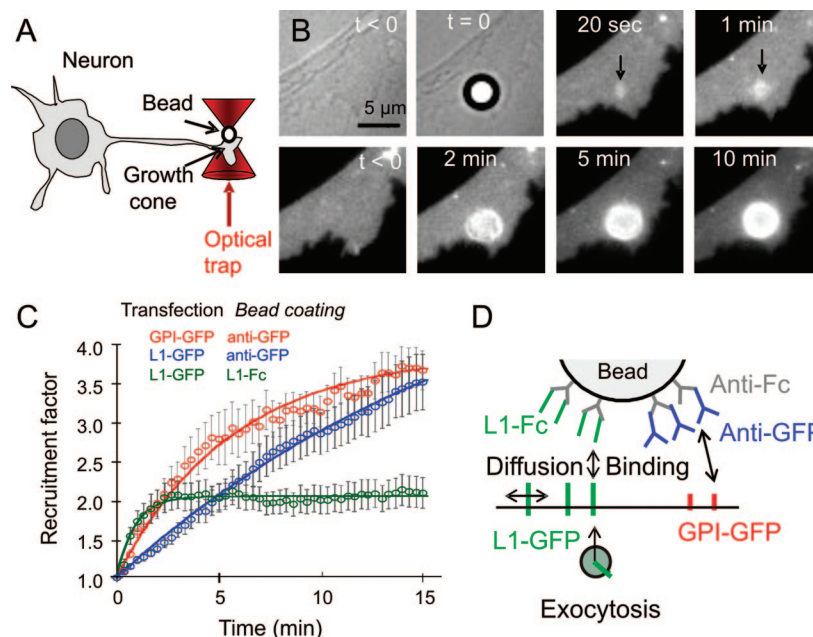 A
Neuron
Bead
Growth
cone
Optical
trap
B
t < 0
5 µm
t = 0
20 sec
1 min
t < 0
2 min
5 min
10 min
C
Transfection Bead coating
GPI-GFP anti-GFP
L1-GFP anti-GFP
L1-GFP L1-Fc
Recruitment factor
4.0
3.5
3.0
2.5
2.0
1.5
1.0
0 5 10 15
Time (min)
D
Bead
Anti-Fc
L1-Fc
Anti-GFP
Diffusion Binding
L1-GFP
GPI-GFP
Exocytosis